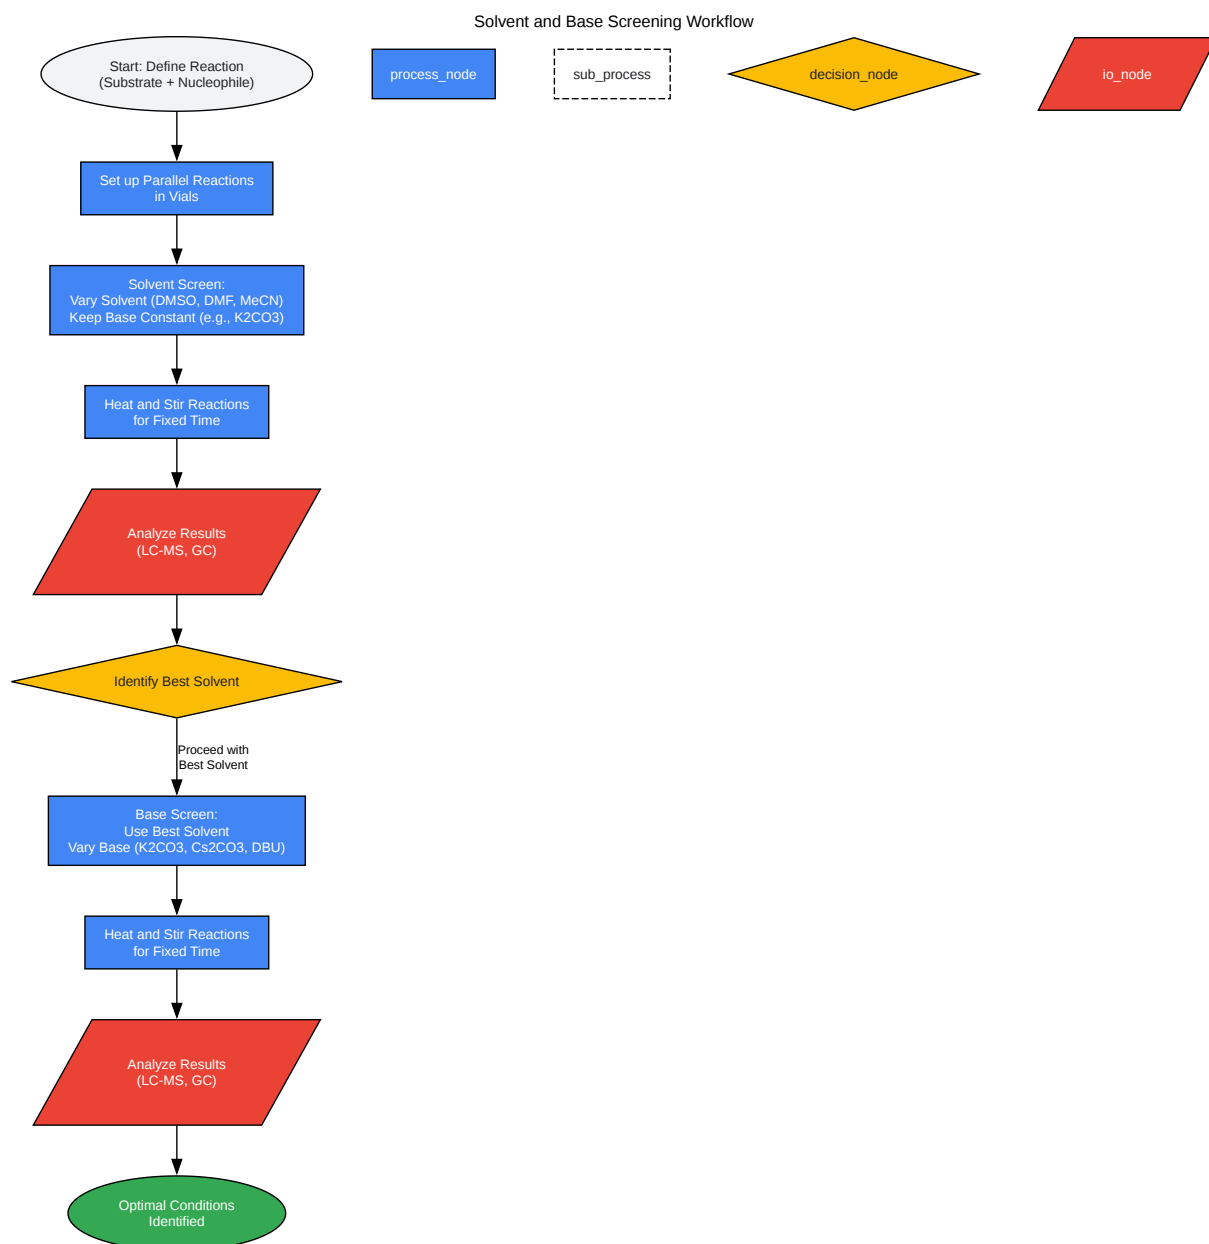 Solvent and Base Screening Workflow
Start: Define Reaction
(Substrate + Nucleophile)
process_node
sub_process
decision_node
io_node
Set up Parallel Reactions
in Vials
Solvent Screen:
Vary Solvent (DMSO, DMF, MeCN)
Keep Base Constant (e.g., K2CO3)
Heat and Stir Reactions
for Fixed Time
Analyze Results
(LC-MS, GC)
Identify Best Solvent
Proceed with
Best Solvent
Base Screen:
Use Best Solvent
Vary Base (K2CO3, Cs2CO3, DBU)
Heat and Stir Reactions
for Fixed Time
Analyze Results
(LC-MS, GC)
Optimal Conditions
Identified